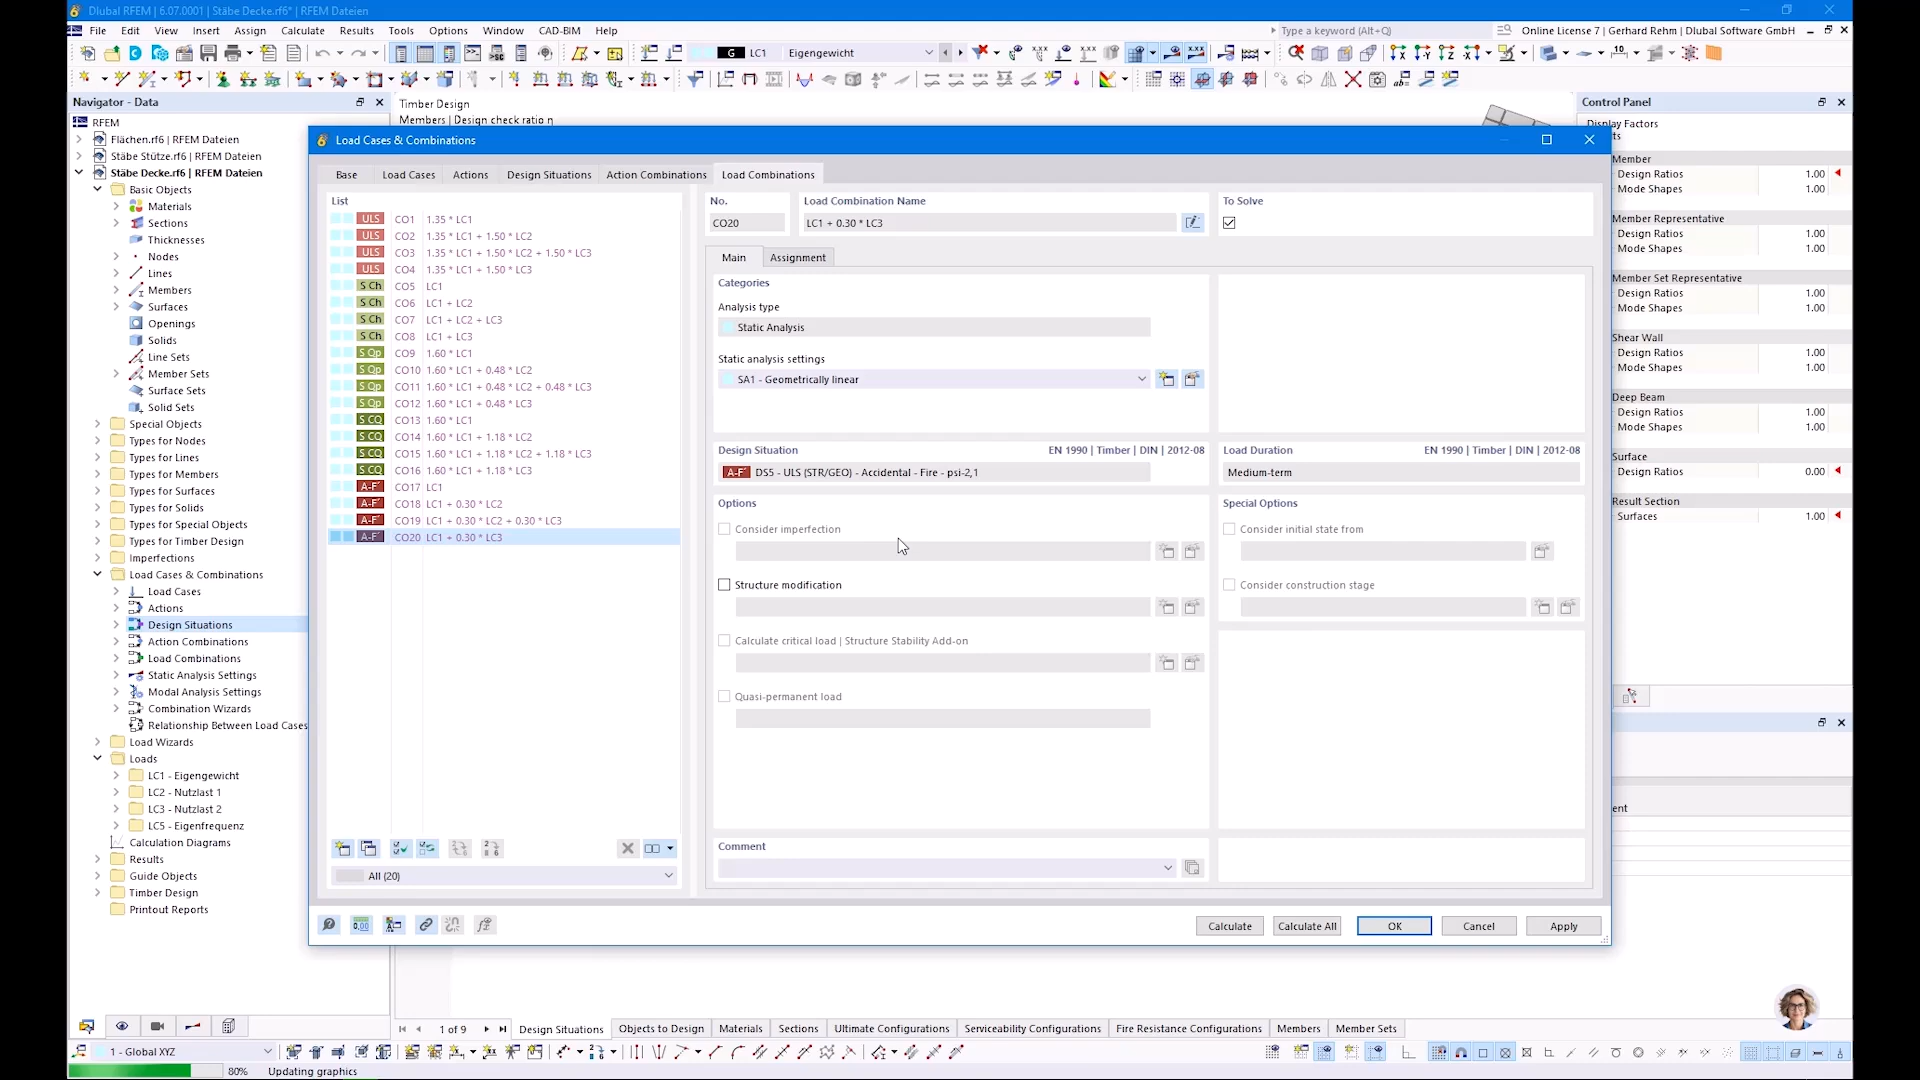 Dlubal RFEM | 6.07.0001 | Stäbe Decke.rf6* | RFEM Dateien
File Edit View Insert Assign Calculate Results Tools Options Window CAD-BIM Help
Type a keyword (Alt+Q)
Online License 7 | Gerhard Rehm | Dlubal Software GmbH
G LC1 Eigengewicht
Navigator - Data
RFEM
Flächen.rf6 | RFEM Dateien
Stäbe Stütze.rf6 | RFEM Dateien
Stäbe Decke.rf6 | RFEM Dateien
Basic Objects
Materials
Sections
Thicknesses
Nodes
Lines
Members
Surfaces
Openings
Solids
Line Sets
Member Sets
Surface Sets
Solid Sets
Special Objects
Types for Nodes
Types for Lines
Types for Members
Types for Surfaces
Types for Solids
Types for Special Objects
Types for Timber Design
Imperfections
Load Cases & Combinations
Load Cases
Actions
Design Situations
Action Combinations
Load Combinations
Static Analysis Settings
Modal Analysis Settings
Combination Wizards
Relationship Between Load Cases
Load Wizards
Loads
LC1 - Eigengewicht
LC2 - Nutzlast 1
LC3 - Nutzlast 2
LC5 - Eigenfrequenz
Calculation Diagrams
Results
Guide Objects
Timber Design
Printout Reports
Timber Design
Members | Design check ratio η
Load Cases & Combinations
Base Load Cases Actions Design Situations Action Combinations Load Combinations
List
ULS CO1 1.35 * LC1
ULS CO2 1.35 * LC1 + 1.50 * LC2
ULS CO3 1.35 * LC1 + 1.50 * LC2 + 1.50 * LC3
ULS CO4 1.35 * LC1 + 1.50 * LC3
S Ch CO5 LC1
S Ch CO6 LC1 + LC2
S Ch CO7 LC1 + LC2 + LC3
S Ch CO8 LC1 + LC3
S Qp CO9 1.60 * LC1
S Qp CO10 1.60 * LC1 + 0.48 * LC2
S Qp CO11 1.60 * LC1 + 0.48 * LC2 + 0.48 * LC3
S Qp CO12 1.60 * LC1 + 0.48 * LC3
S CQ CO13 1.60 * LC1
S CQ CO14 1.60 * LC1 + 1.18 * LC2
S CQ CO15 1.60 * LC1 + 1.18 * LC2 + 1.18 * LC3
S CQ CO16 1.60 * LC1 + 1.18 * LC3
A-F CO17 LC1
A-F CO18 LC1 + 0.30 * LC2
A-F CO19 LC1 + 0.30 * LC2 + 0.30 * LC3
A-F CO20 LC1 + 0.30 * LC3
All (20)
No.
CO20
Load Combination Name
LC1 + 0.30 * LC3
To Solve
Main Assignment
Categories
Analysis type
Static Analysis
Static analysis settings
SA1 - Geometrically linear
Design Situation EN 1990 | Timber | DIN | 2012-08
A-F DS5 - ULS (STR/GEO) - Accidental - Fire - psi-2,1
Load Duration EN 1990 | Timber | DIN | 2012-08
Medium-term
Options
Consider imperfection
Structure modification
Calculate critical load | Structure Stability Add-on
Quasi-permanent load
Special Options
Consider initial state from
Consider construction stage
Comment
Calculate Calculate All OK Cancel Apply
Control Panel
Display Factors
Member
Design Ratios 1.00
Mode Shapes 1.00
Member Representative
Design Ratios 1.00
Mode Shapes 1.00
Member Set Representative
Design Ratios 1.00
Mode Shapes 1.00
Shear Wall
Design Ratios 1.00
Mode Shapes 1.00
Deep Beam
Design Ratios 1.00
Mode Shapes 1.00
Surface
Design Ratios 0.00
Result Section
Surfaces 1.00
1 of 9 Design Situations Objects to Design Materials Sections Ultimate Configurations Serviceability Configurations Fire Resistance Configurations Members Member Sets
1 - Global XYZ
80% Updating graphics